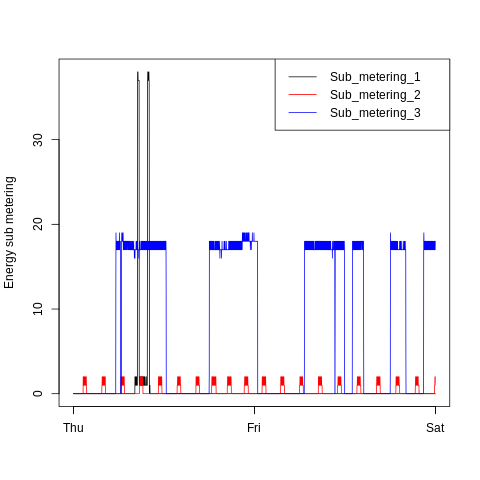 Sub_metering_1
Sub_metering_2
Sub_metering_3
Energy sub metering
30
20
10
0
Thu Fri Sat